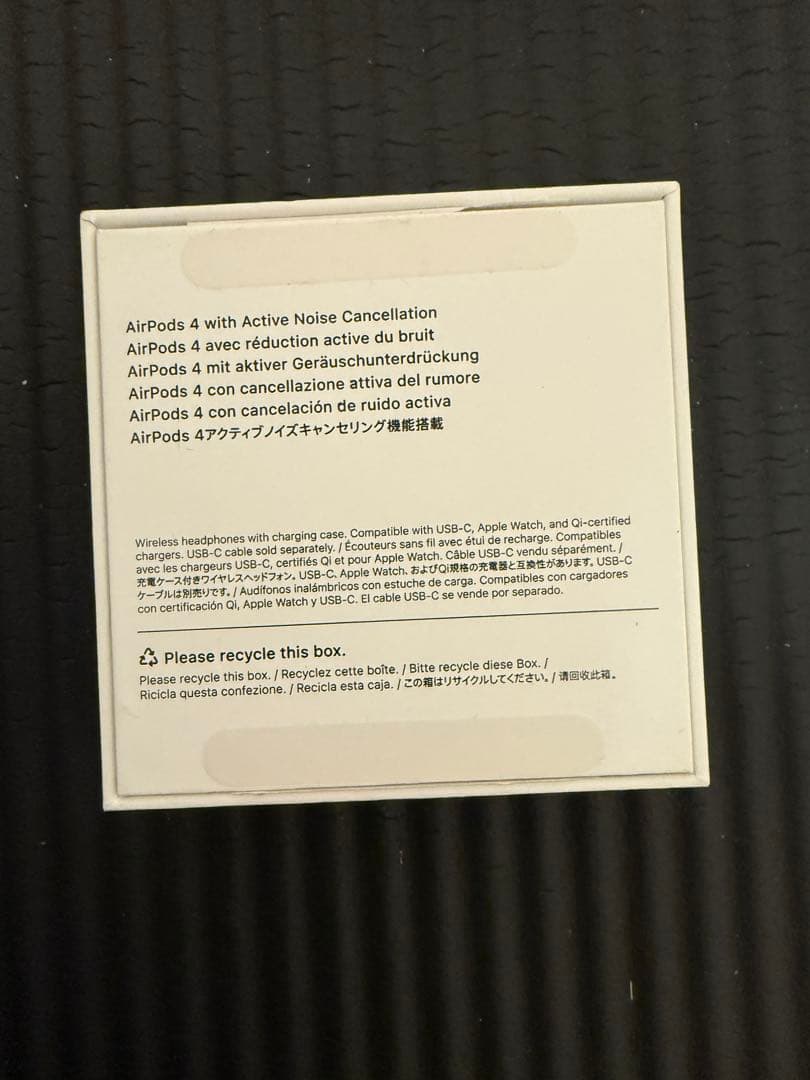 AirPods 4 with Active Noise Cancellation
AirPods 4 avec réduction active du bruit
AirPods 4 mit aktiver Geräuschunterdrückung
AirPods 4 con cancellazione attiva del rumore
AirPods 4 con cancelación de ruido activa
AirPods 4アクティブノイズキャンセリング機能搭載
Wireless headphones with charging case. Compatible with USB-C, Apple Watch, and Qi-certified
chargers. USB-C cable sold separately. / Écouteurs sans fil avec étui de recharge. Compatibles
avec les chargeurs USB-C, certifiés Qi et pour Apple Watch. Câble USB-C vendu séparément. /
充電ケース付きワイヤレスヘッドフォン。USB-C、Apple Watch、およびQi規格の充電器と互換性があります。USB-C
ケーブルは別売りです。/ Audífonos inalámbricos con estuche de carga. Compatibles con cargadores
con certificación Qi, Apple Watch y USB-C. El cable USB-C se vende por separado.
Please recycle this box.
Please recycle this box. / Recyclez cette boîte. / Bitte recycle diese Box. /
Ricicla questa confezione. / Recicla esta caja. / この箱はリサイクルしてください。/ 请回收此箱。